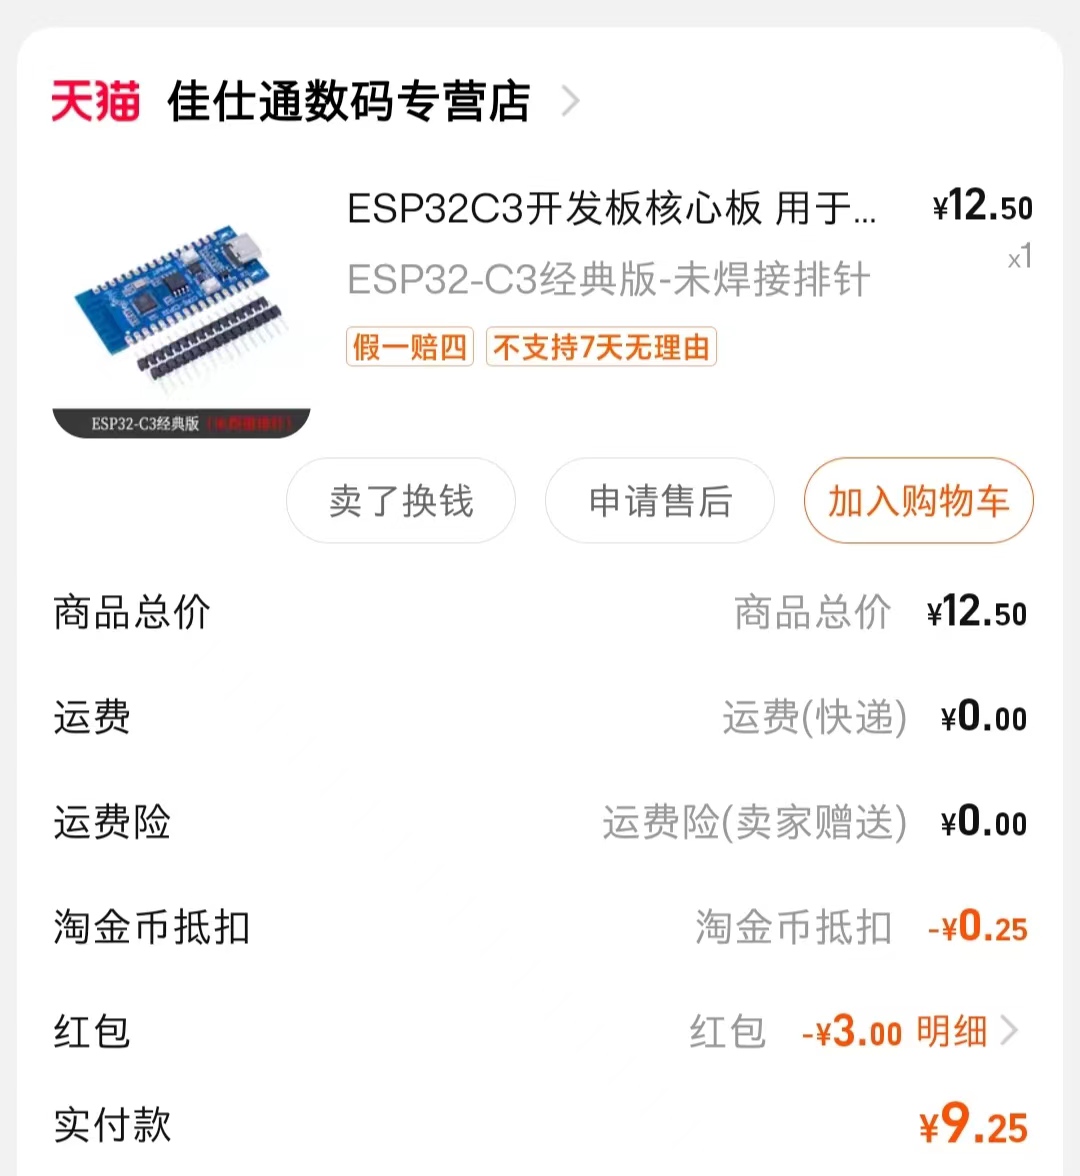 天猫 佳仕通数码专营店
ESP32C3开发板核心板 用于... ¥12.50
ESP32-C3经典版-未焊接排针 x1
假一赔四 不支持7天无理由
ESP32-C3经典版（未焊接排针）
卖了换钱 申请售后 加入购物车
商品总价 商品总价 ¥12.50
运费 运费(快递) ¥0.00
运费险 运费险(卖家赠送) ¥0.00
淘金币抵扣 淘金币抵扣 -¥0.25
红包 红包 -¥3.00 明细
实付款 ¥9.25